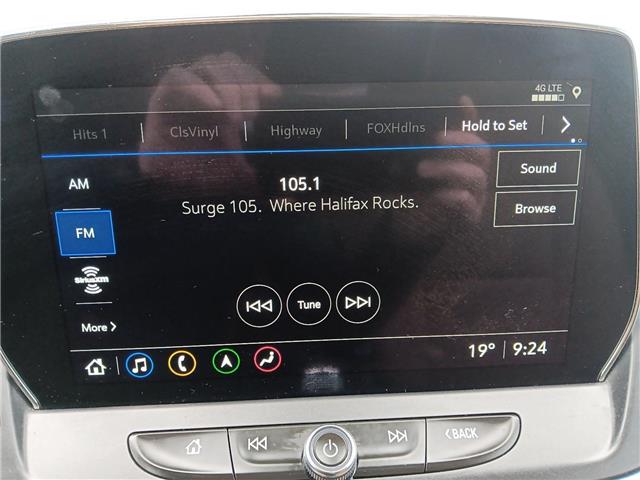 4G LTE
Hits 1 ClsVinyl Highway FOXHdlns Hold to Set
AM
105.1
Sound
Surge 105. Where Halifax Rocks.
Browse
FM
SiriusXM
Tune
More
19° 9:24
<BACK